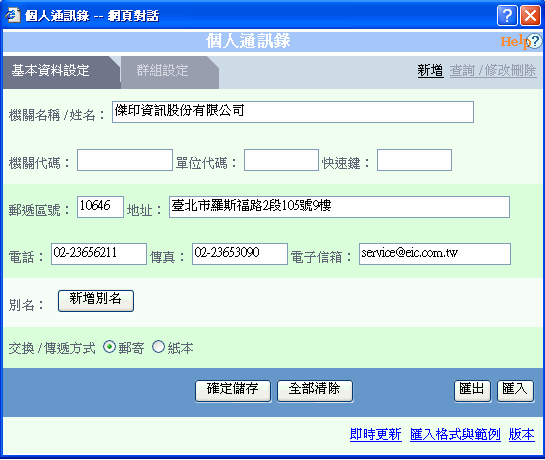 個人通訊錄 -- 網頁對話
個人通訊錄 Help?
基本資料設定 群組設定 新增 查詢/修改刪除
機關名稱/姓名： 傑印資訊股份有限公司
機關代碼： 單位代碼： 快速鍵：
郵遞區號： 10646 地址： 臺北市羅斯福路2段105號9樓
電話： 02-23656211 傳真： 02-23653090 電子信箱： service@eic.com.tw
別名： 新增別名
交換/傳遞方式 郵寄 紙本
確定儲存 全部清除 匯出 匯入
即時更新 匯入格式與範例 版本